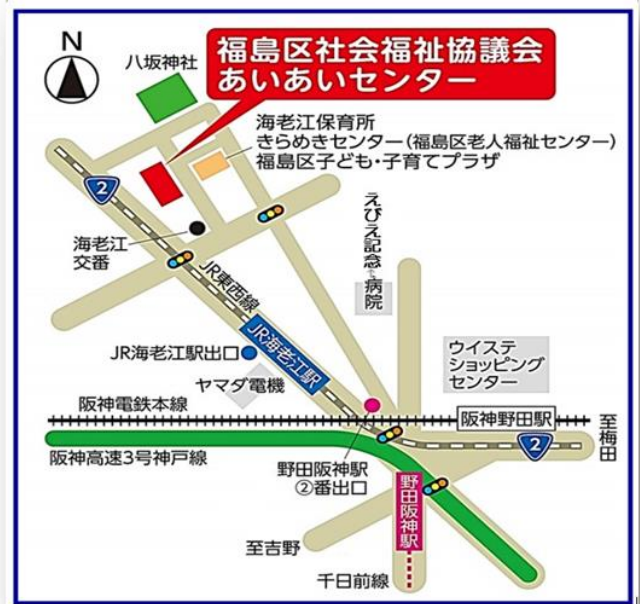 N
八坂神社
福島区社会福祉協議会
あいあいセンター
海老江保育所
きらめきセンター(福島区老人福祉センター)
福島区子ども・子育てプラザ
2
海老江
交番
えびえ記念病院
JR東西線
JR海老江駅
JR海老江駅出口
ヤマダ電機
ウイステ
ショッピング
センター
阪神電鉄本線
阪神野田駅
至梅田
2
阪神高速3号神戸線
野田阪神駅
②番出口
野田阪神駅
至吉野
千日前線